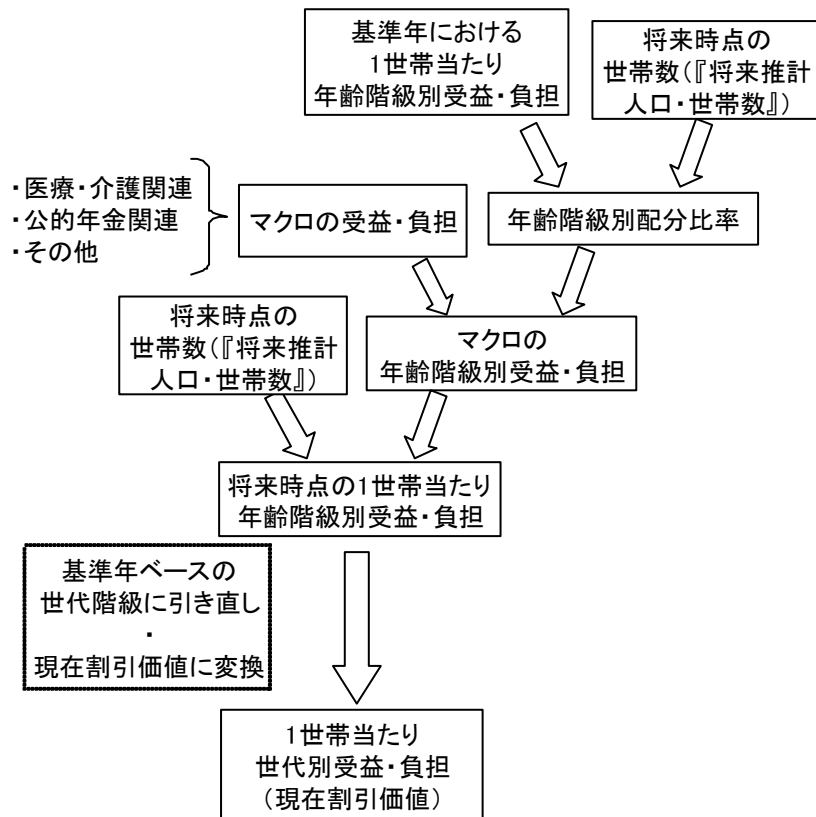 基準年における
1世帯当たり
年齢階級別受益・負担
将来時点の
世帯数(『将来推計
人口・世帯数』)
・医療・介護関連
・公的年金関連
・その他
マクロの受益・負担
年齢階級別配分比率
将来時点の
世帯数(『将来推計
人口・世帯数』)
マクロの
年齢階級別受益・負担
将来時点の1世帯当たり
年齢階級別受益・負担
基準年ベースの
世代階級に引き直し
・
現在割引価値に変換
1世帯当たり
世代別受益・負担
(現在割引価値)